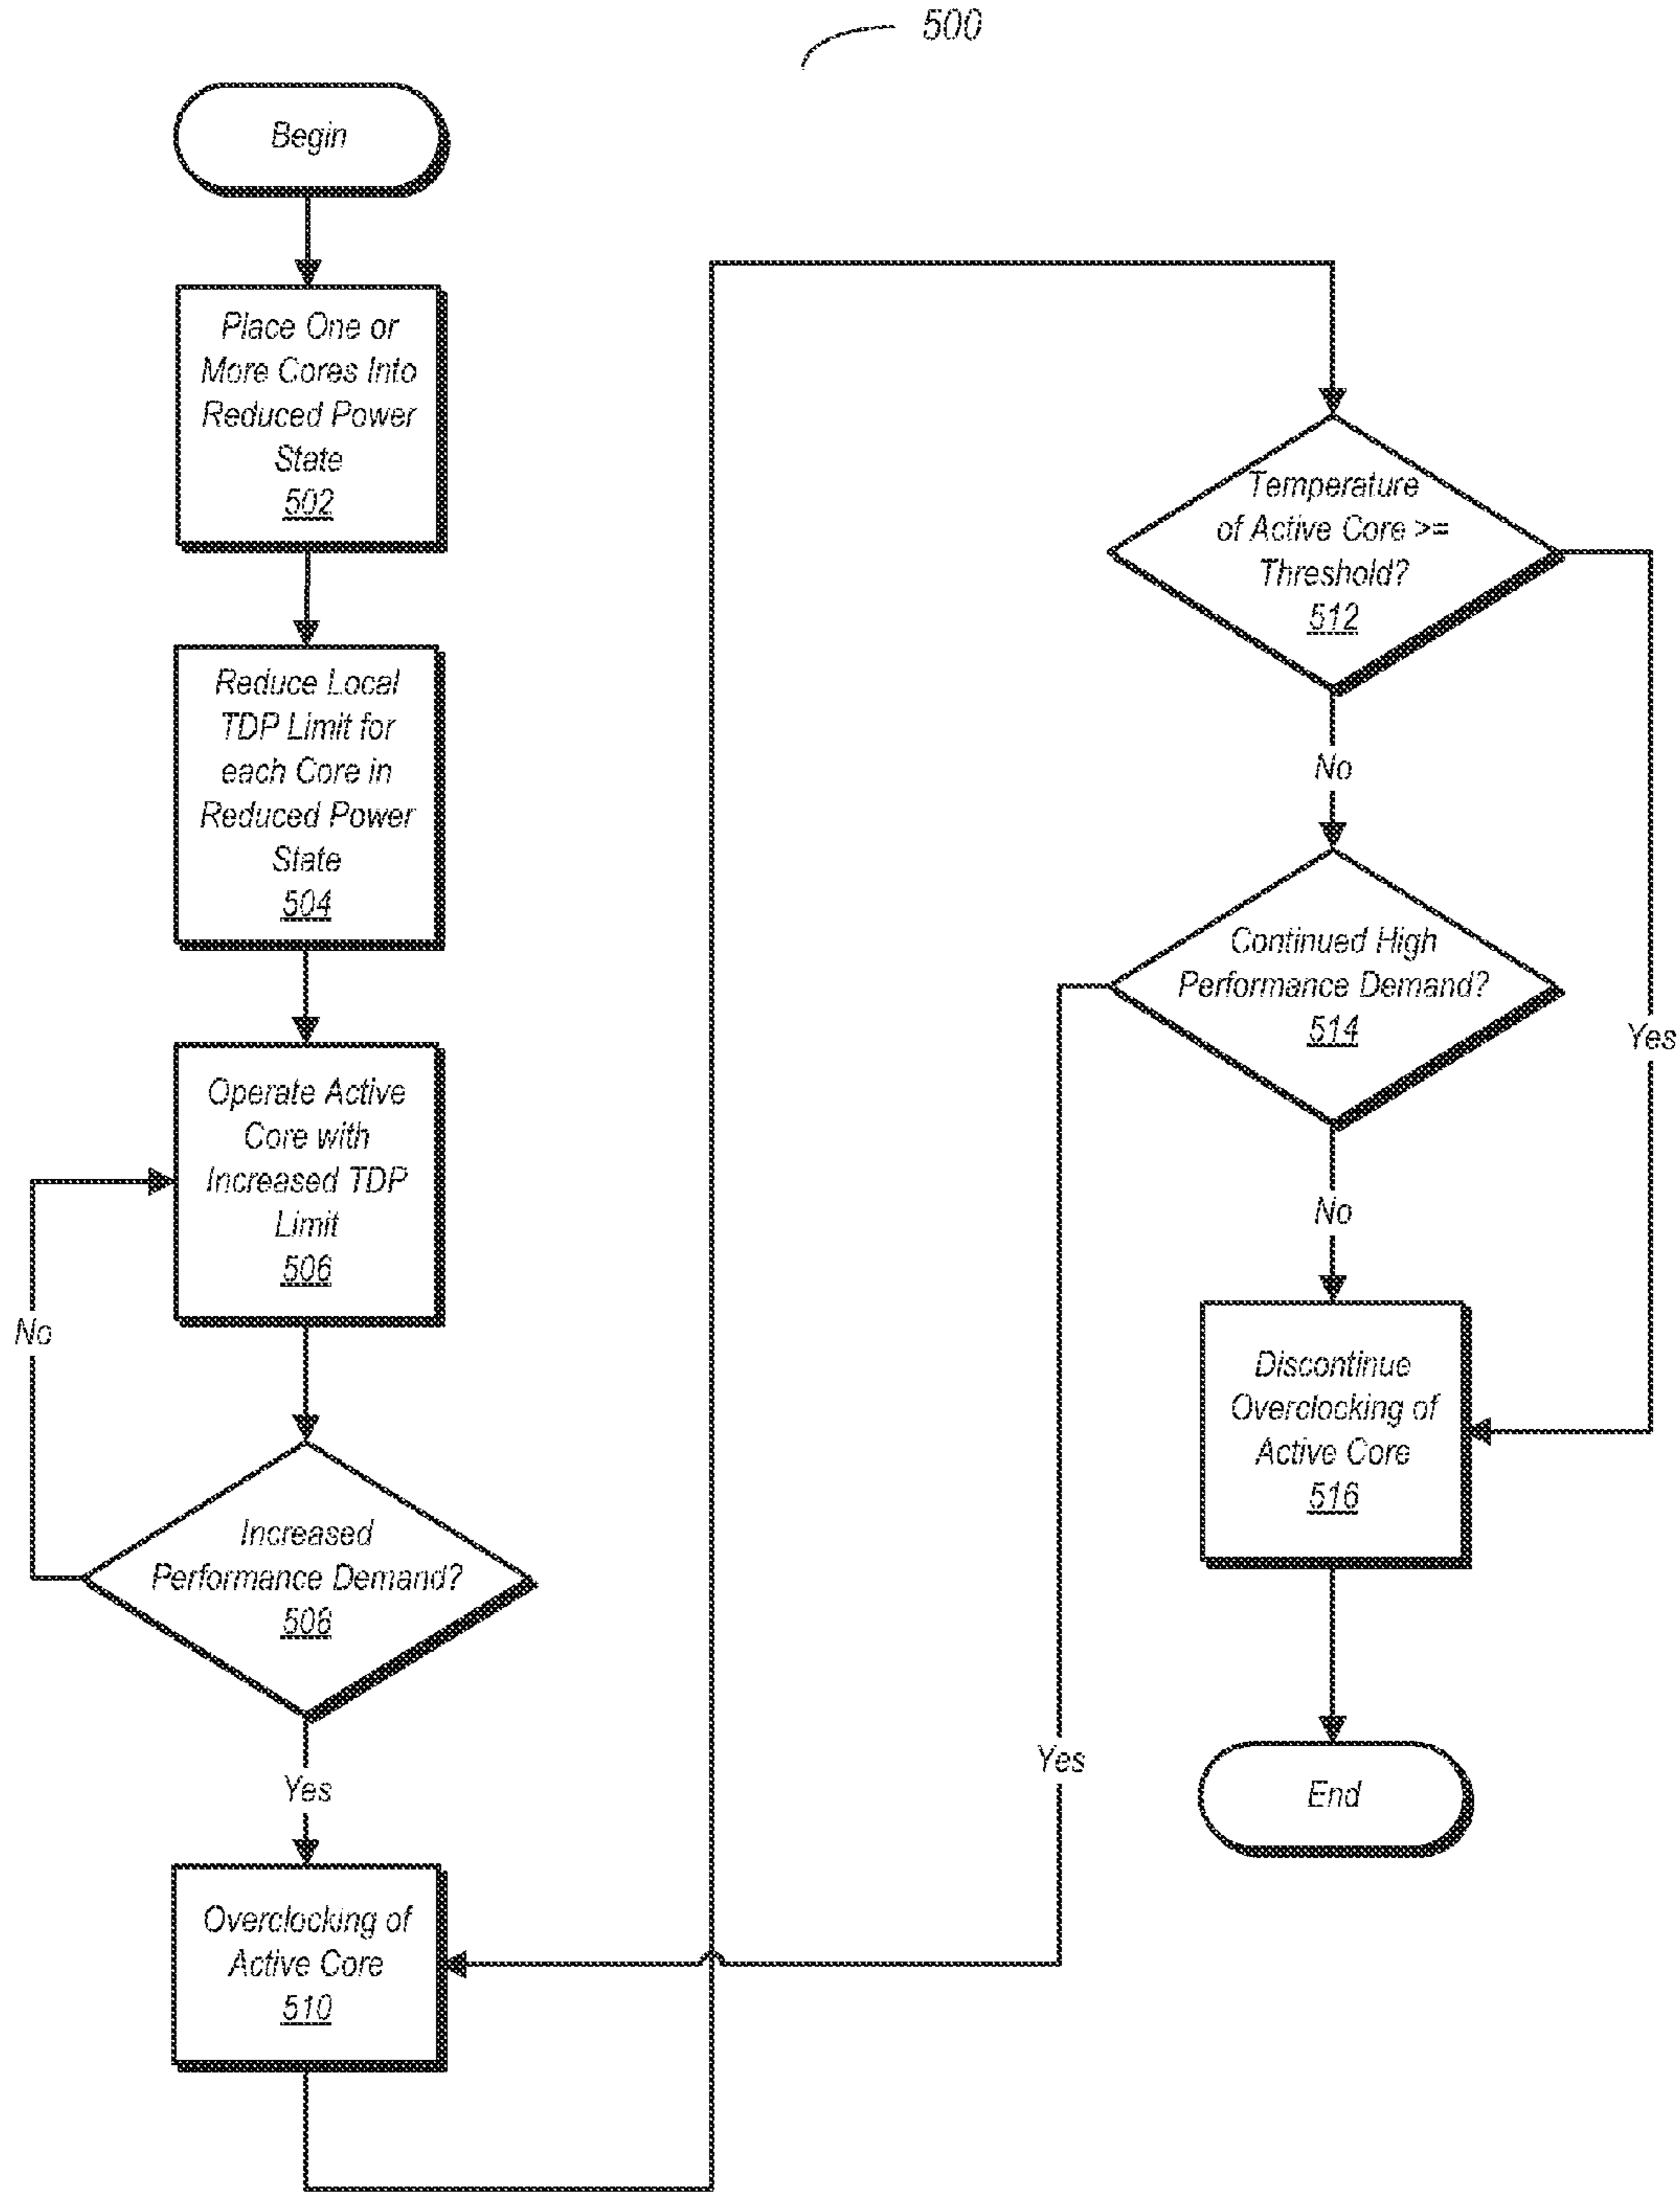 500
Begin
Place One or
More Cores Into
Reduced Power
State
502
Reduce Local
TDP Limit for
each Core in
Reduced Power
State
504
Operate Active
Core with
Increased TDP
Limit
506
No
Increased
Performance Demand?
508
Yes
Overclocking of
Active Core
510
Temperature
of Active Core >=
Threshold?
512
No
Yes
Continued High
Performance Demand?
514
No
Yes
Discontinue
Overclocking of
Active Core
516
End